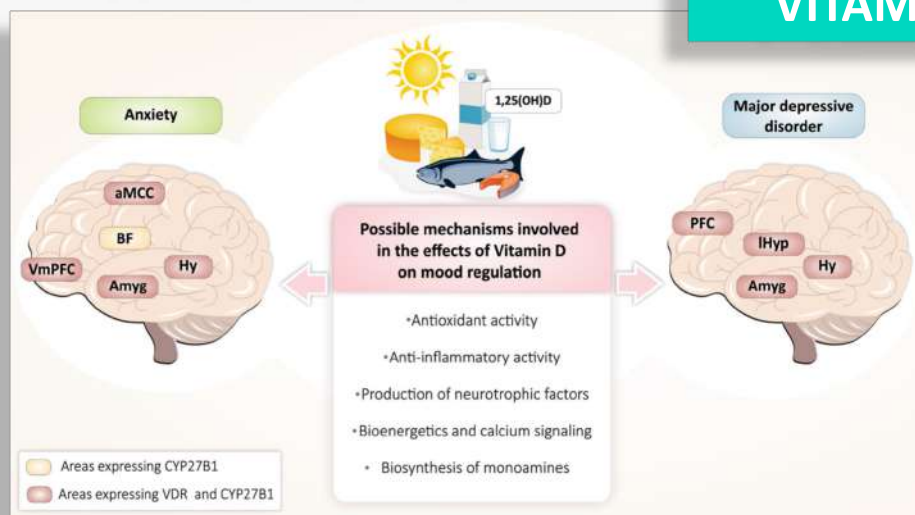 VITAM
Anxiety
1,25(OH)D
Major depressive
disorder
aMCC
BF
VmPFC
Hy
Amyg
Possible mechanisms involved
in the effects of Vitamin D
on mood regulation
PFC
lHyp
Hy
Amyg
•Antioxidant activity
•Anti-inflammatory activity
•Production of neurotrophic factors
•Bioenergetics and calcium signaling
• Biosynthesis of monoamines
Areas expressing CYP27B1
Areas expressing VDR and CYP27B1